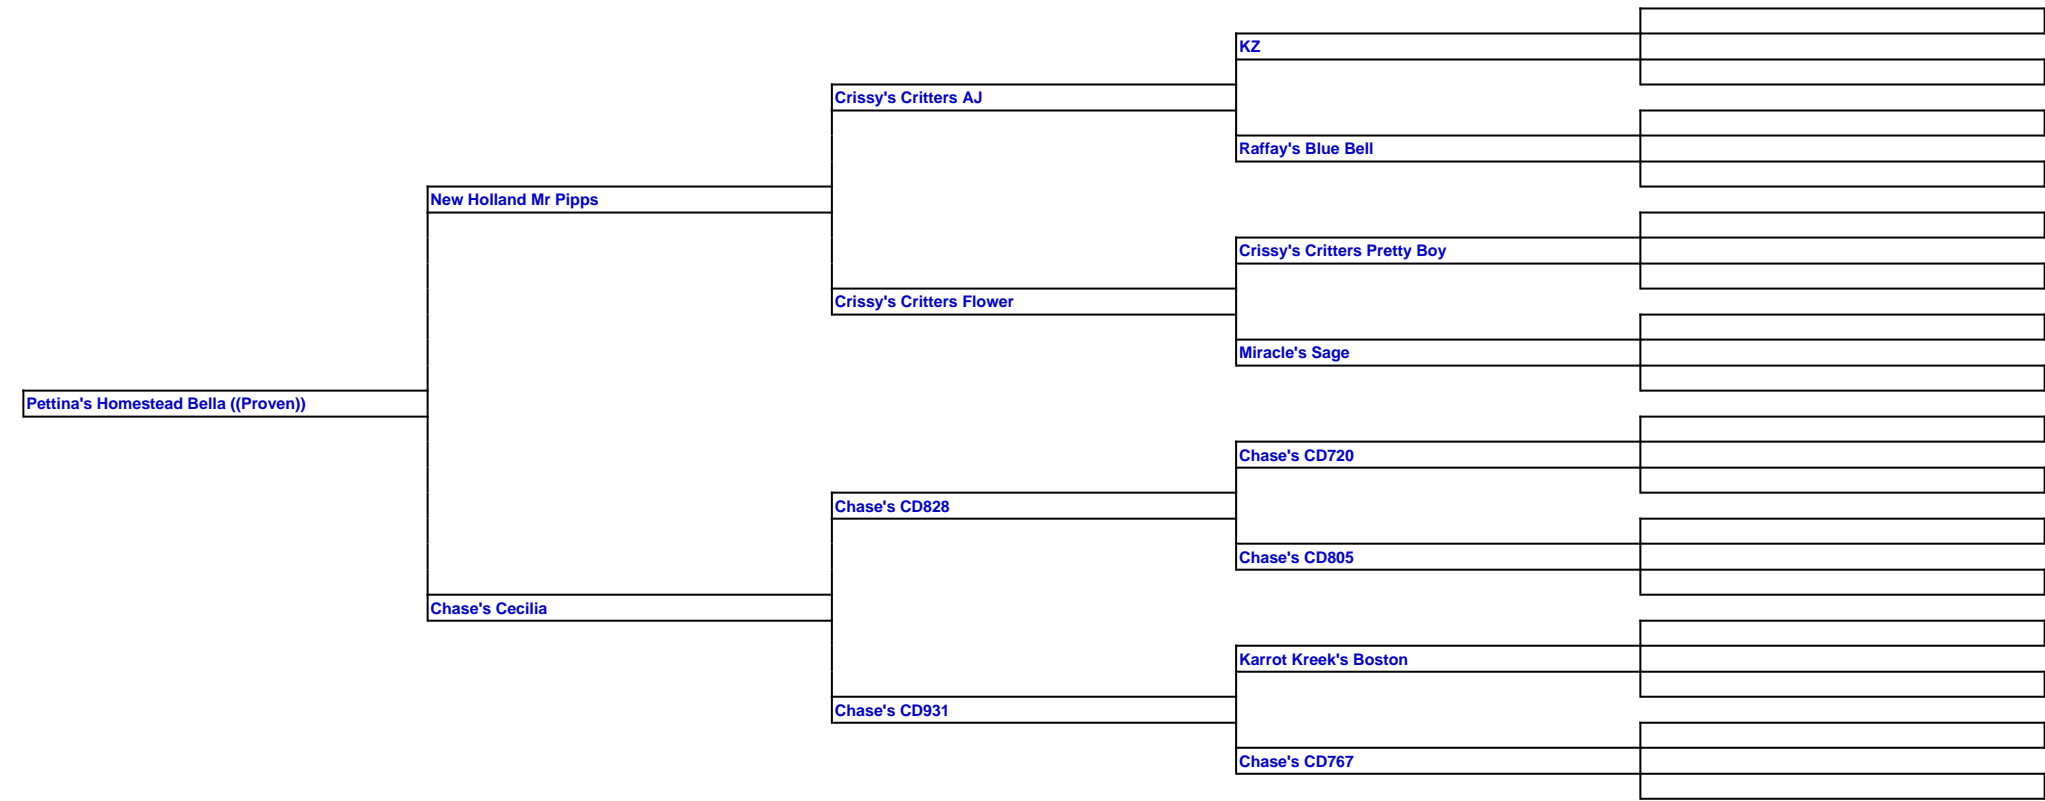 KZ
Crissy's Critters AJ
Raffay's Blue Bell
New Holland Mr Pipps
Crissy's Critters Pretty Boy
Crissy's Critters Flower
Miracle's Sage
Pettina's Homestead Bella ((Proven))
Chase's CD720
Chase's CD828
Chase's CD805
Chase's Cecilia
Karrot Kreek's Boston
Chase's CD931
Chase's CD767